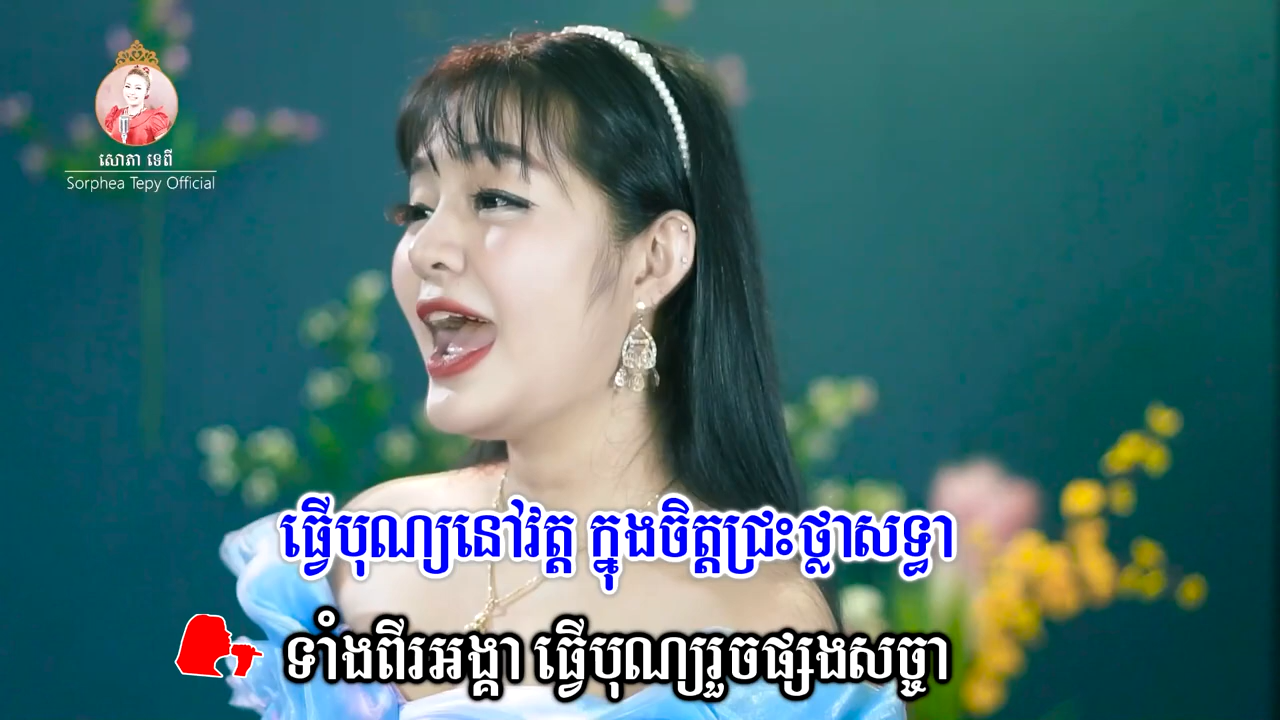 សោភា ទេពី
Sorphea Tepy Official
ធ្វើបុណ្យនៅវត្ត ក្នុងចិត្តជ្រះថ្លាសទ្ធា
ទាំងពីរអង្គា ធ្វើបុណ្យរួចផ្សងសច្ចា